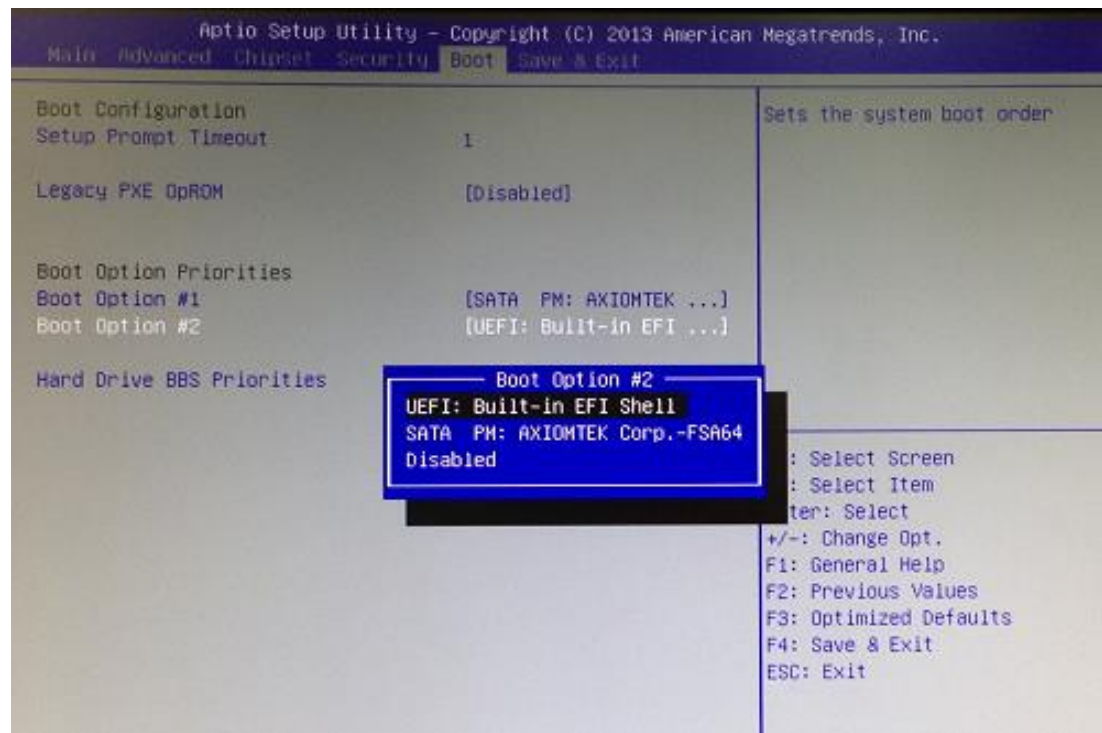 Aptio Setup Utility – Copyright (C) 2013 American Megatrends, Inc.
Main Advanced Chipset Security Boot Save & Exit
Boot Configuration
Setup Prompt Timeout 1
Legacy PXE OpROM [Disabled]
Boot Option Priorities
Boot Option #1 [SATA PM: AXIOMTEK ...]
Boot Option #2 [UEFI: Built-in EFI ...]
Hard Drive BBS Priorities
Boot Option #2
UEFI: Built-in EFI Shell
SATA PM: AXIOMTEK Corp.-FSA64
Disabled
Sets the system boot order
: Select Screen
: Select Item
ter: Select
+/-: Change Opt.
F1: General Help
F2: Previous Values
F3: Optimized Defaults
F4: Save & Exit
ESC: Exit